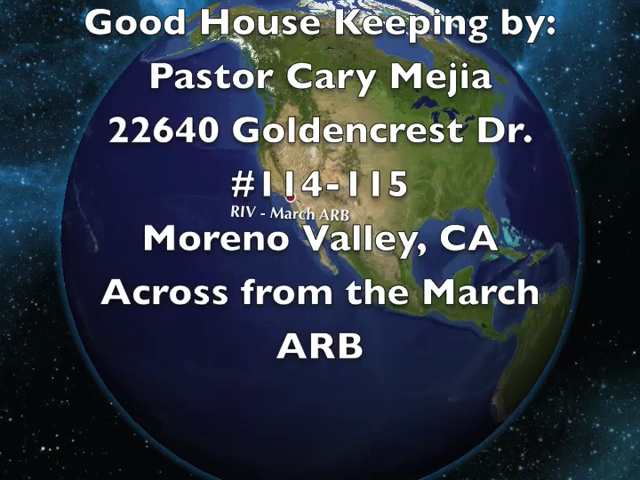 Good House Keeping by:
Pastor Cary Mejia
22640 Goldencrest Dr.
#114-115
RIV - March ARB
Moreno Valley, CA
Across from the March
ARB